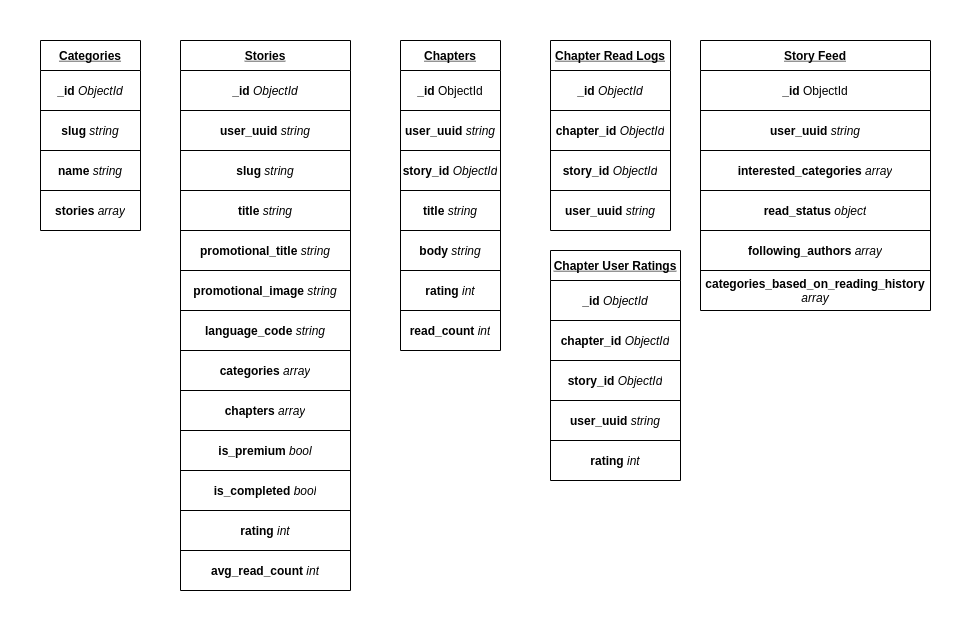 Categories
_id ObjectId
slug string
name string
stories array
Stories
_id ObjectId
user_uuid string
slug string
title string
promotional_title string
promotional_image string
language_code string
categories array
chapters array
is_premium bool
is_completed bool
rating int
avg_read_count int
Chapters
_id ObjectId
user_uuid string
story_id ObjectId
title string
body string
rating int
read_count int
Chapter Read Logs
_id ObjectId
chapter_id ObjectId
story_id ObjectId
user_uuid string
Chapter User Ratings
_id ObjectId
chapter_id ObjectId
story_id ObjectId
user_uuid string
rating int
Story Feed
_id ObjectId
user_uuid string
interested_categories array
read_status object
following_authors array
categories_based_on_reading_history
array